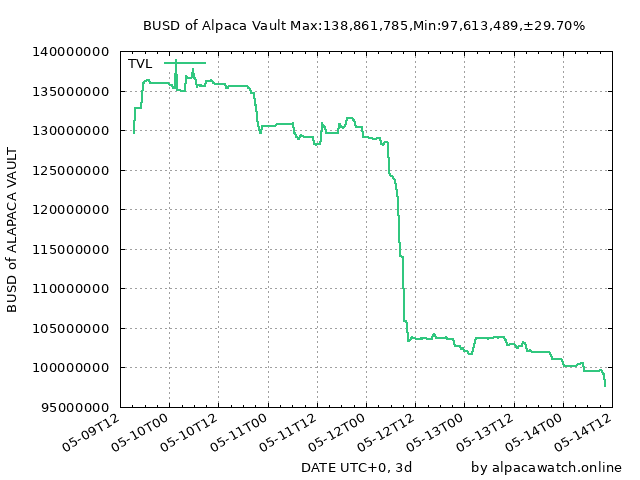 BUSD of Alpaca Vault Max:138,861,785,Min:97,613,489,±29.70%
TVL
140000000
135000000
130000000
125000000
120000000
115000000
110000000
105000000
100000000
95000000
BUSD of ALAPACA VAULT
05-09T12
05-10T00
05-10T12
05-11T00
05-11T12
05-12T00
05-12T12
05-13T00
05-13T12
05-14T00
05-14T12
DATE UTC+0, 3d
by alpacawatch.online